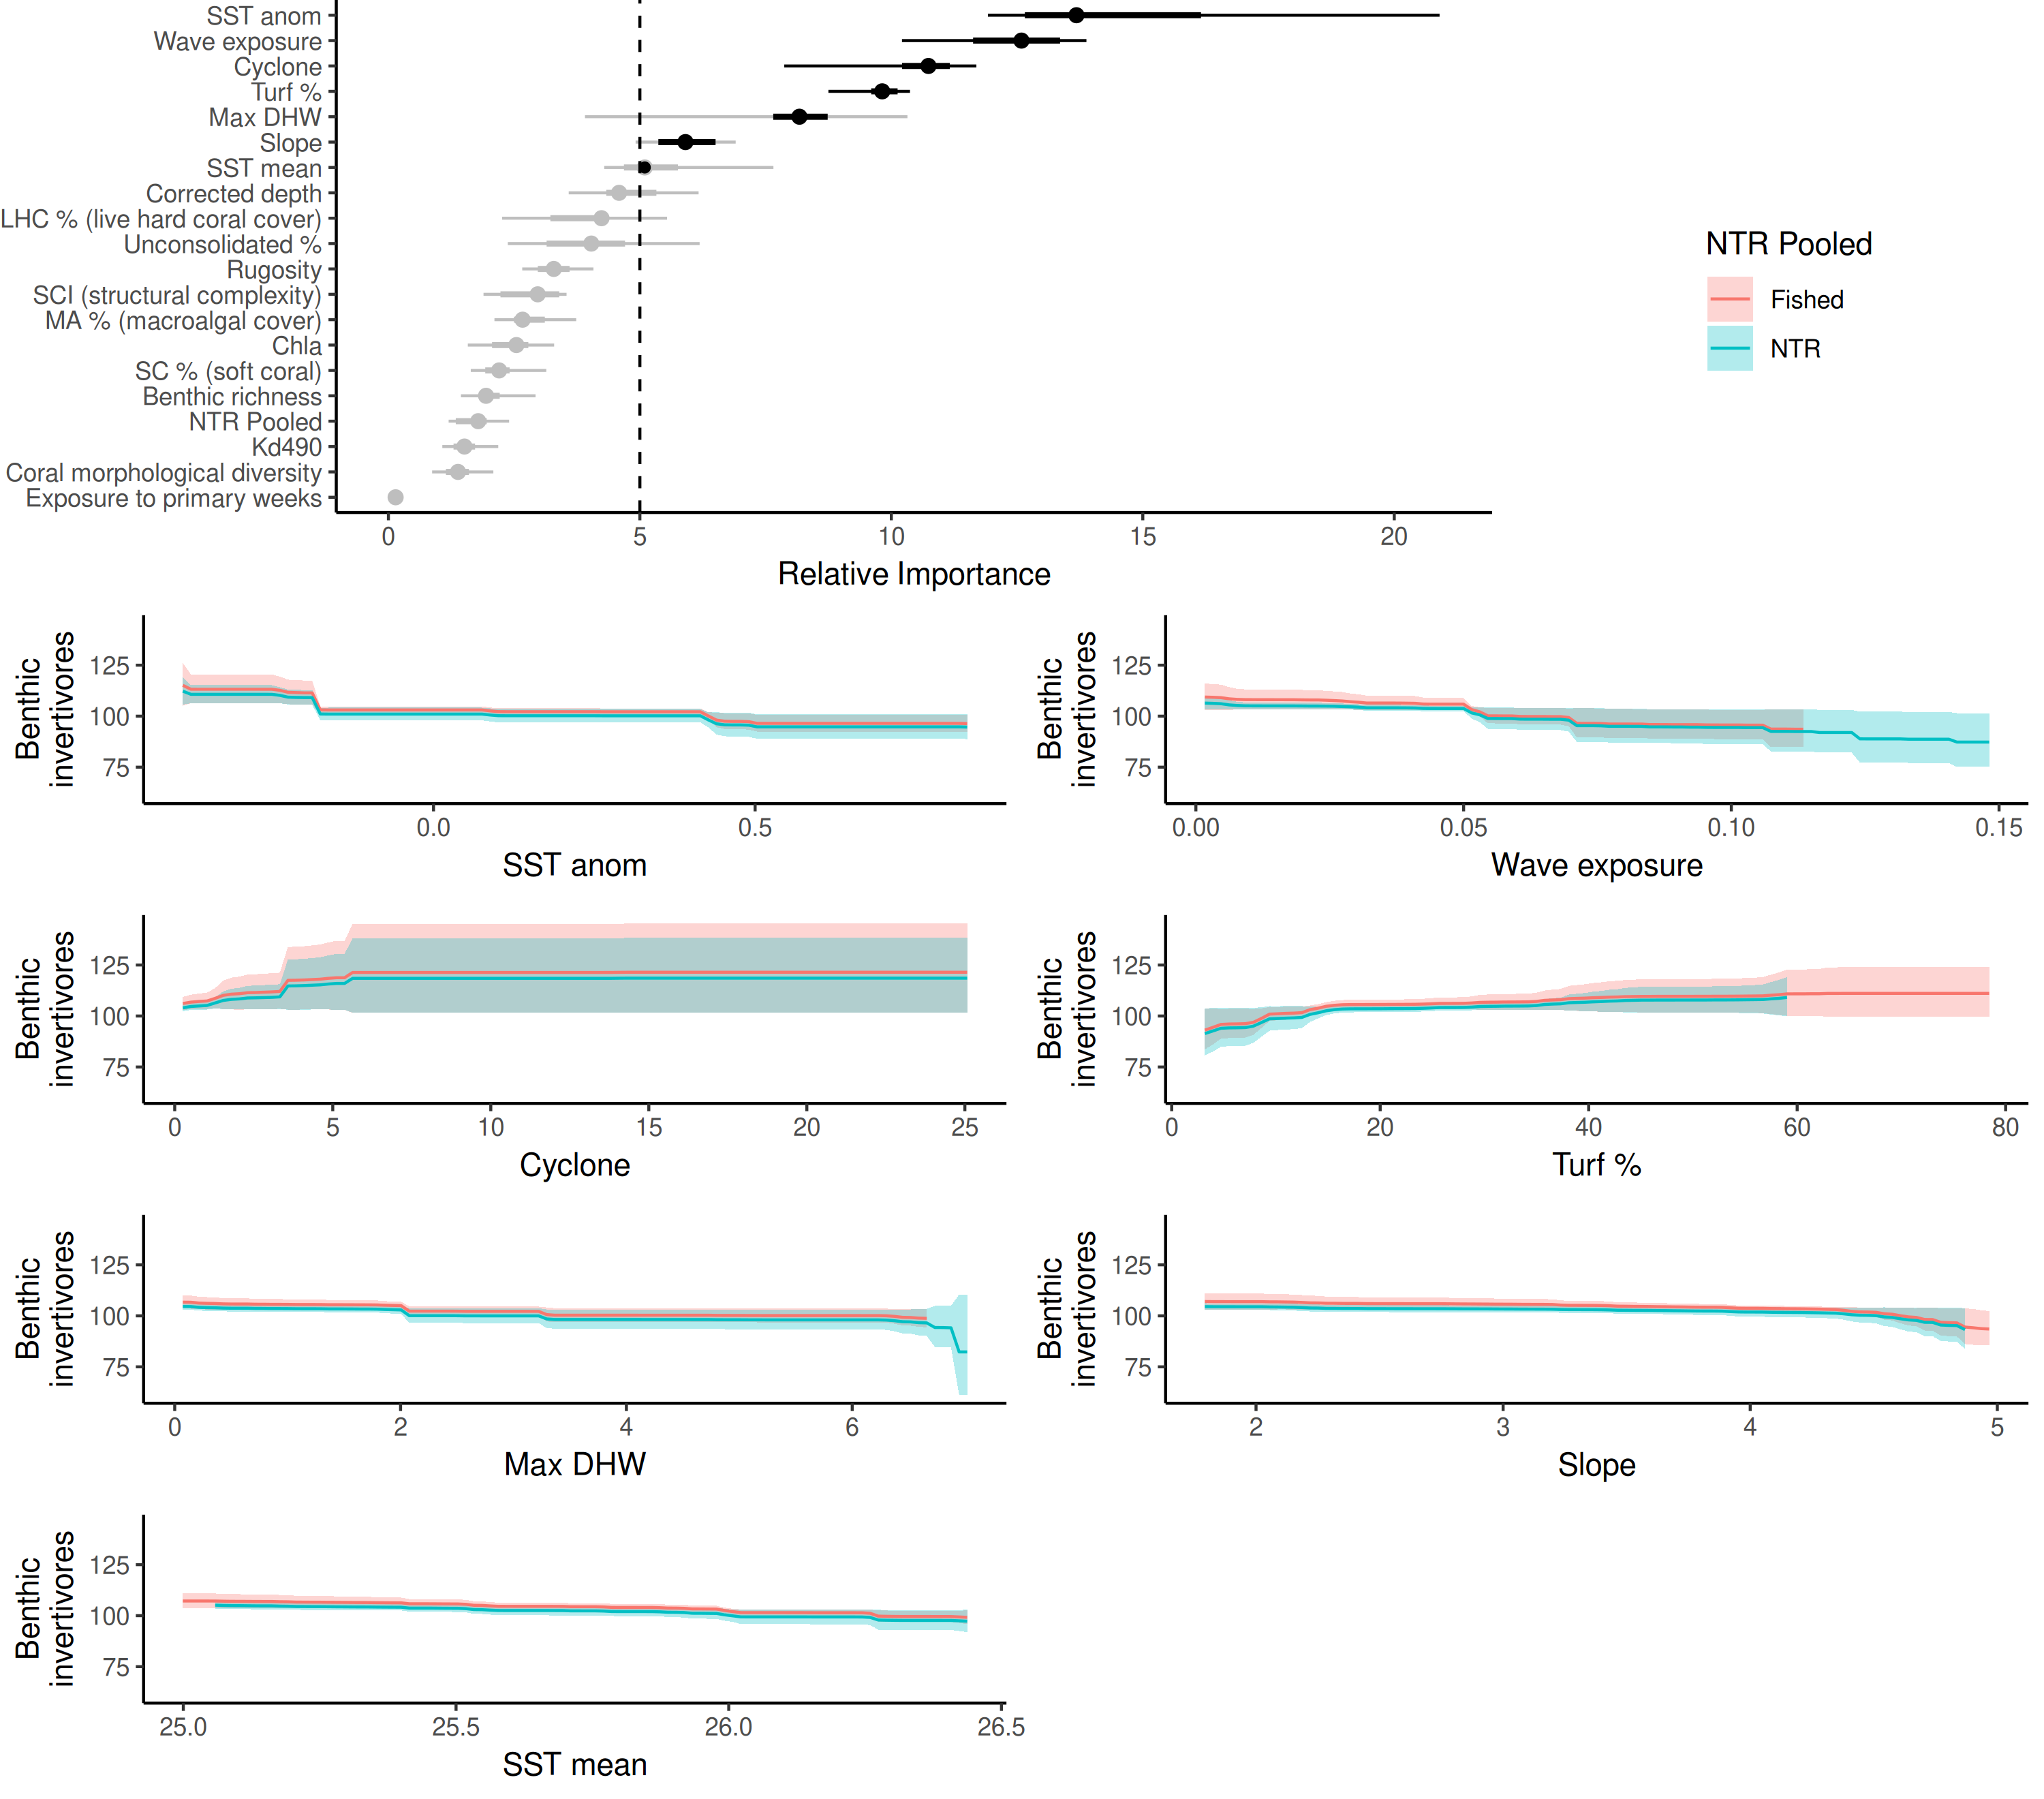 SST anom
Wave exposure
Cyclone
Turf %
Max DHW
Slope
SST mean
Corrected depth
LHC % (live hard coral cover)
Unconsolidated %
Rugosity
SCI (structural complexity)
MA % (macroalgal cover)
Chla
SC % (soft coral)
Benthic richness
NTR Pooled
Kd490
Coral morphological diversity
Exposure to primary weeks
0 5 10 15 20
Relative Importance
NTR Pooled
Fished
NTR
Benthic
invertivores
125
100
75
0.0 0.5
SST anom
Benthic
invertivores
125
100
75
0.00 0.05 0.10 0.15
Wave exposure
Benthic
invertivores
125
100
75
0 5 10 15 20 25
Cyclone
Benthic
invertivores
125
100
75
0 20 40 60 80
Turf %
Benthic
invertivores
125
100
75
0 2 4 6
Max DHW
Benthic
invertivores
125
100
75
2 3 4 5
Slope
Benthic
invertivores
125
100
75
25.0 25.5 26.0 26.5
SST mean